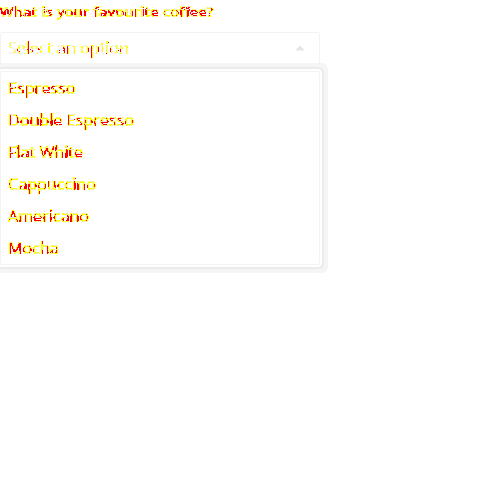 What is your favourite coffee?
Select an option
Espresso
Double Espresso
Flat White
Cappuccino
Americano
Mocha